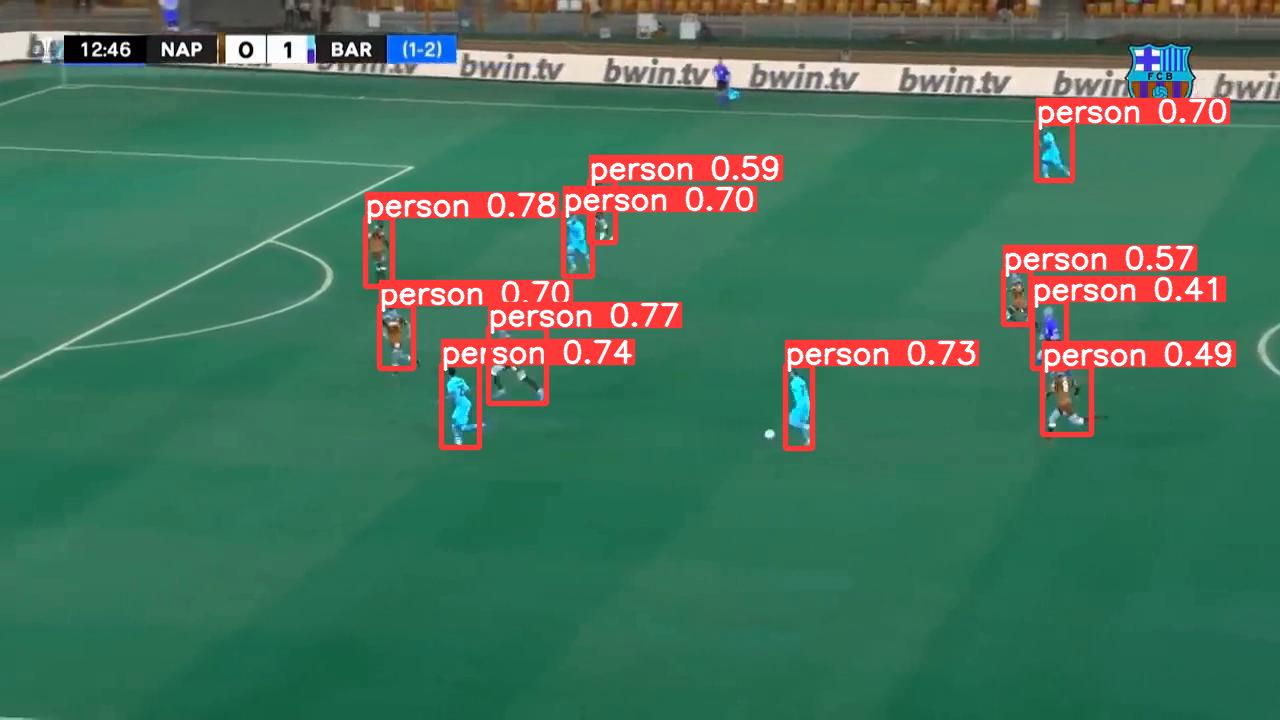 12:46 NAP 0 1 BAR (1-2)
bwin.tv bwin.tv bwin.tv bwin.tv
FCB
person 0.70
person 0.59
person 0.70
person 0.78
person 0.57
person 0.41
person 0.70
person 0.77
person 0.74
person 0.73
person 0.49